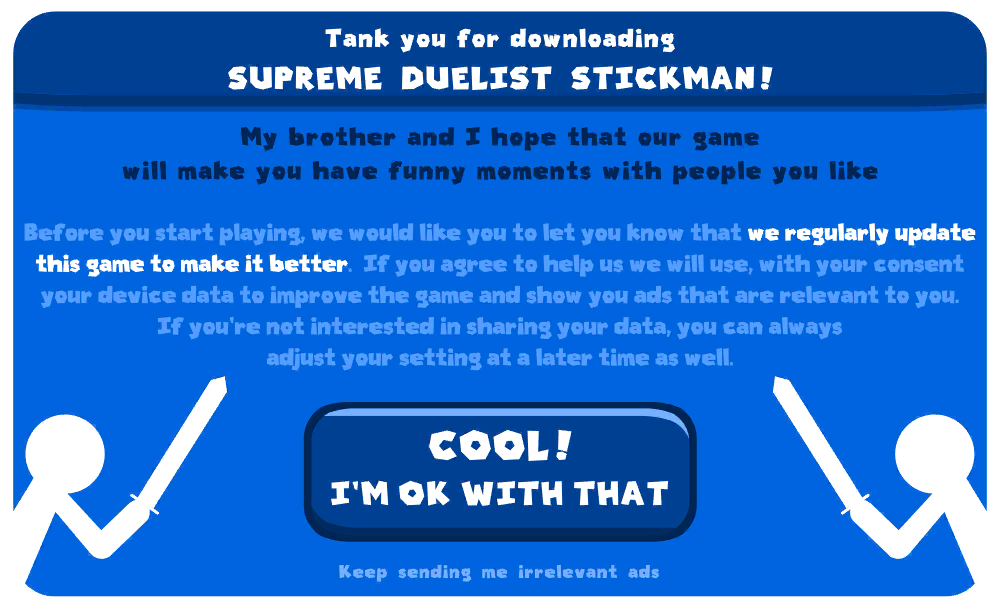 Tank you for downloading
SUPREME DUELIST STICKMAN!
My brother and I hope that our game
will make you have funny moments with people you like
Before you start playing, we would like you to let you know that we regularly update
this game to make it better. If you agree to help us we will use, with your consent
your device data to improve the game and show you ads that are relevant to you.
If you're not interested in sharing your data, you can always
adjust your setting at a later time as well.
COOL!
I'M OK WITH THAT
Keep sending me irrelevant ads